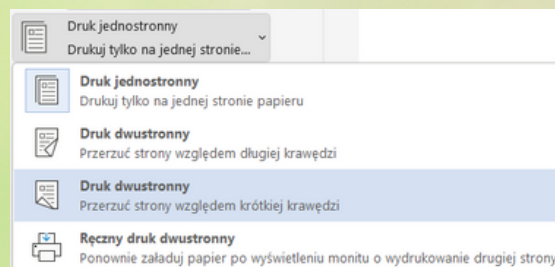 Druk jednostronny
Drukuj tylko na jednej stronie...
Druk jednostronny
Drukuj tylko na jednej stronie papieru
Druk dwustronny
Przerzuć strony względem długiej krawędzi
Druk dwustronny
Przerzuć strony względem krótkiej krawędzi
Ręczny druk dwustronny
Ponownie załaduj papier po wyświetleniu monitu o wydrukowanie drugiej strony